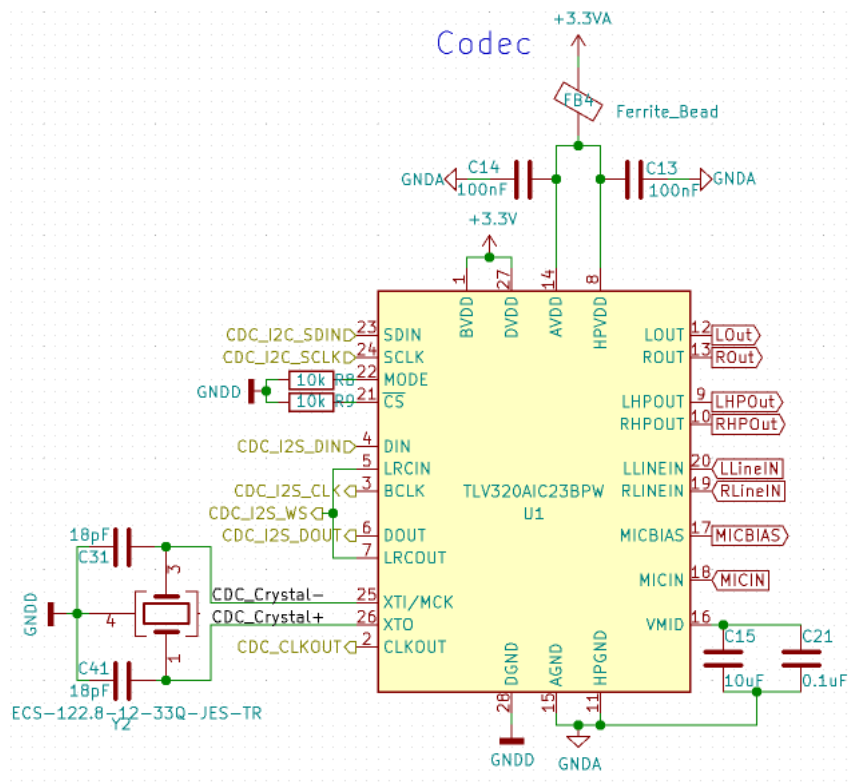 +3.3VA
Codec
FB4
Ferrite_Bead
C14
C13
GNDA
GNDA
100nF
100nF
+3.3V
1
27
14
8
BVDD
DVDD
AVDD
HPVDD
CDC_I2C_SDIN
23
SDIN
LOUT
12
LOut
CDC_I2C_SCLK
24
SCLK
ROUT
13
ROut
10k
R8
22
MODE
GNDD
10k
R9
21
CS
LHPOUT
9
LHPOut
RHPOUT
10
RHPOut
CDC_I2S_DIN
4
DIN
5
LRCIN
LLINEIN
20
LLineIN
CDC_I2S_CLK
3
BCLK
TLV320AIC23BPW
RLINEIN
19
RLineIN
CDC_I2S_WS
U1
CDC_I2S_DOUT
6
DOUT
MICBIAS
17
MICBIAS
18pF
C31
7
LRCOUT
3
MICIN
18
MICIN
CDC_Crystal-
25
XTI/MCK
GNDD
4
CDC_Crystal+
26
XTO
VMID
16
CDC_CLKOUT
2
CLKOUT
C15
C21
1
C41
18pF
DGND
AGND
HPGND
10uF
0.1uF
28
15
11
ECS-122.8-12-33Q-JES-TR
Y2
GNDD
GNDA